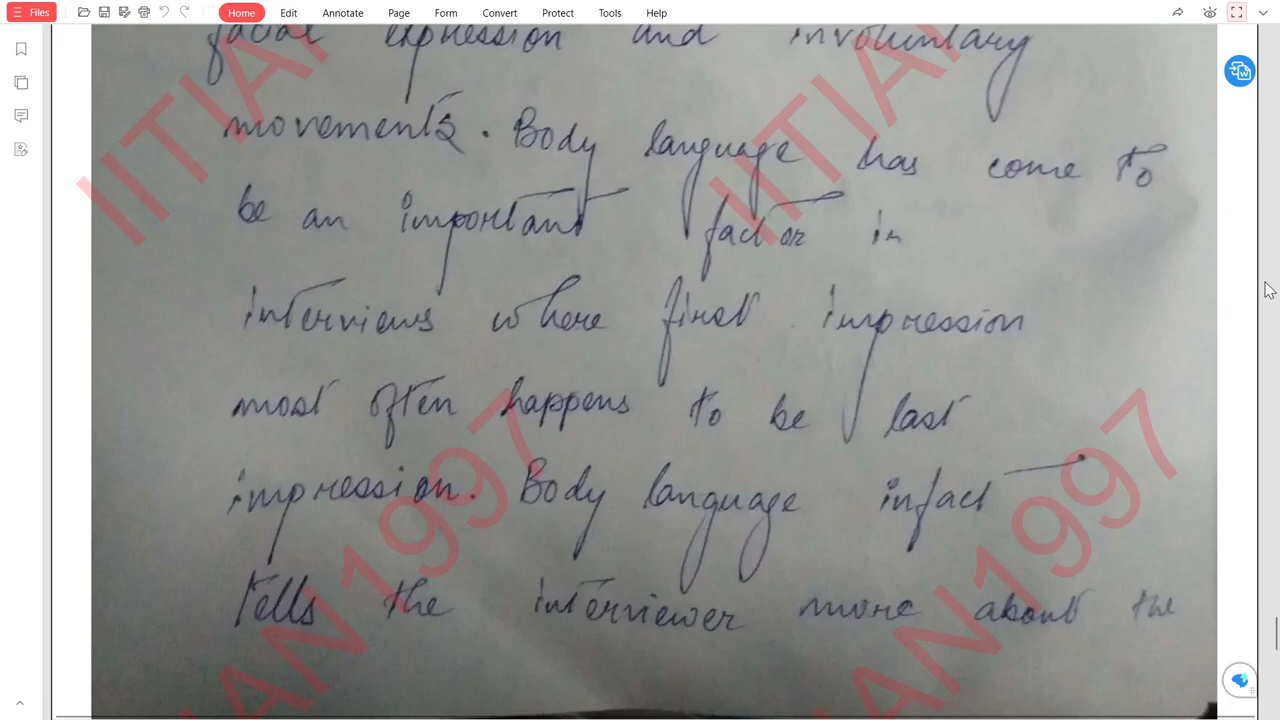 Files
Home Edit Annotate Page Form Convert Protect Tools Help
facial expression and involuntary
movements. Body language has come to
be an important factor in
interviews where first impression
most often happens to be last
impression. Body language infact
tells the interviewer more about the
IITIAN1997